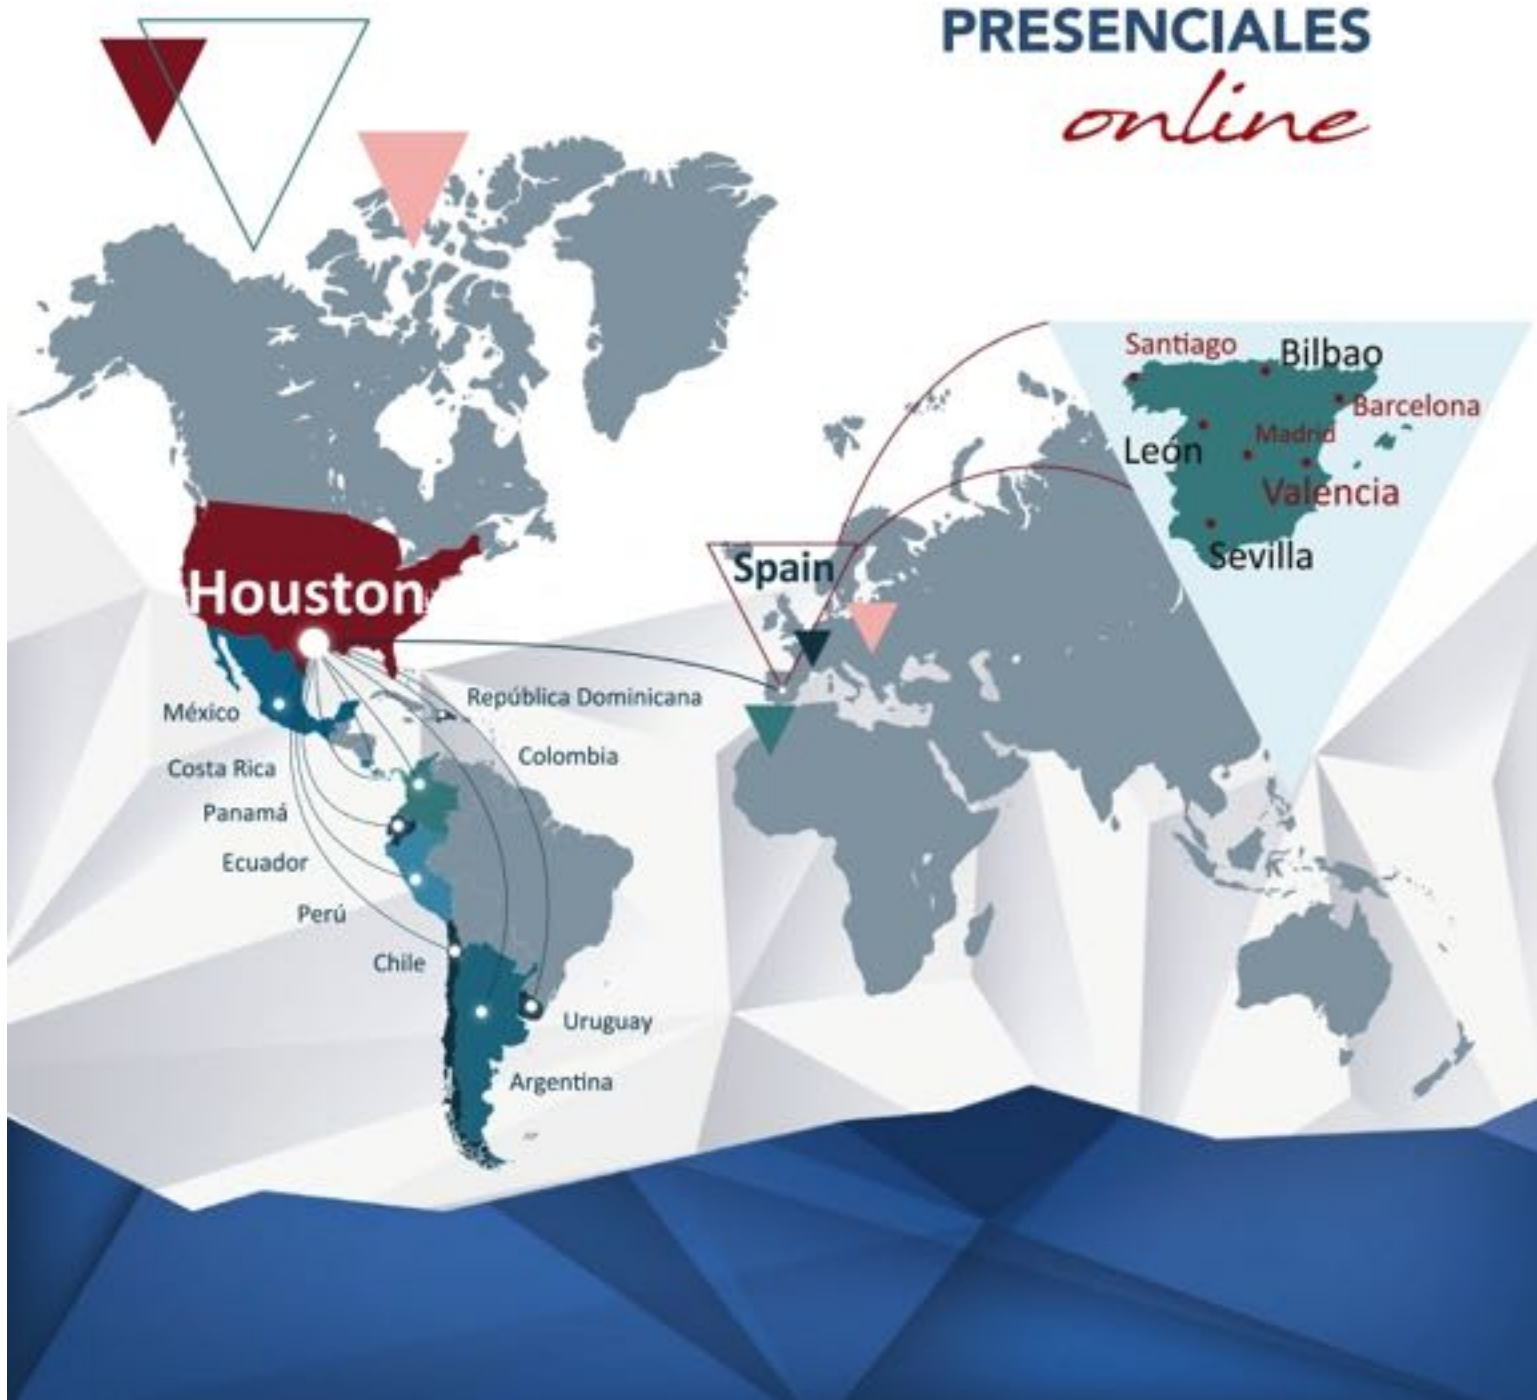 PRESENCIALES
online
Santiago
Bilbao
Barcelona
Madrid
León
Valencia
Sevilla
Spain
Houston
República Dominicana
México
Colombia
Costa Rica
Panamá
Ecuador
Perú
Chile
Uruguay
Argentina